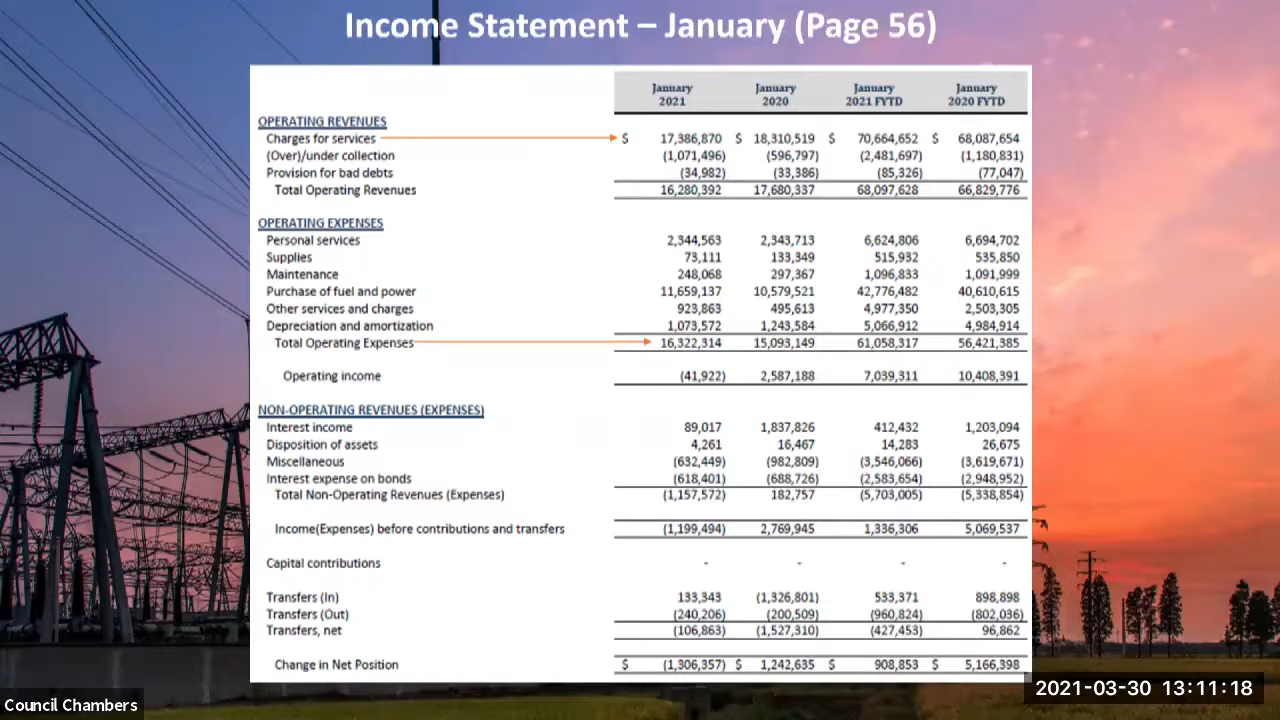 Income Statement – January (Page 56)
January January January January
2021 2020 2021 FYTD 2020 FYTD
OPERATING REVENUES
Charges for services $ 17,386,870 $ 18,310,519 $ 70,664,652 $ 68,087,654
(Over)/under collection (1,071,496) (596,797) (2,481,697) (1,180,831)
Provision for bad debts (34,982) (33,386) (85,326) (77,047)
Total Operating Revenues 16,280,392 17,680,337 68,097,628 66,829,776
OPERATING EXPENSES
Personal services 2,344,563 2,343,713 6,624,806 6,694,702
Supplies 73,111 133,349 515,932 535,850
Maintenance 248,068 297,367 1,096,833 1,091,999
Purchase of fuel and power 11,659,137 10,579,521 42,776,482 40,610,615
Other services and charges 923,863 495,613 4,977,350 2,503,305
Depreciation and amortization 1,073,572 1,243,584 5,066,912 4,984,914
Total Operating Expenses 16,322,314 15,093,149 61,058,317 56,421,385
Operating income (41,922) 2,587,188 7,039,311 10,408,391
NON-OPERATING REVENUES (EXPENSES)
Interest income 89,017 1,837,826 412,432 1,203,094
Disposition of assets 4,261 16,467 14,283 26,675
Miscellaneous (632,449) (982,809) (3,546,066) (3,619,671)
Interest expense on bonds (618,401) (688,726) (2,583,654) (2,948,952)
Total Non-Operating Revenues (Expenses) (1,157,572) 182,757 (5,703,005) (5,338,854)
Income(Expenses) before contributions and transfers (1,199,494) 2,769,945 1,336,306 5,069,537
Capital contributions - - - -
Transfers (In) 133,343 (1,326,801) 533,371 898,898
Transfers (Out) (240,206) (200,509) (960,824) (802,036)
Transfers, net (106,863) (1,527,310) (427,453) 96,862
Change in Net Position $ (1,306,357) $ 1,242,635 $ 908,853 $ 5,166,398
2021-03-30 13:11:18
Council Chambers